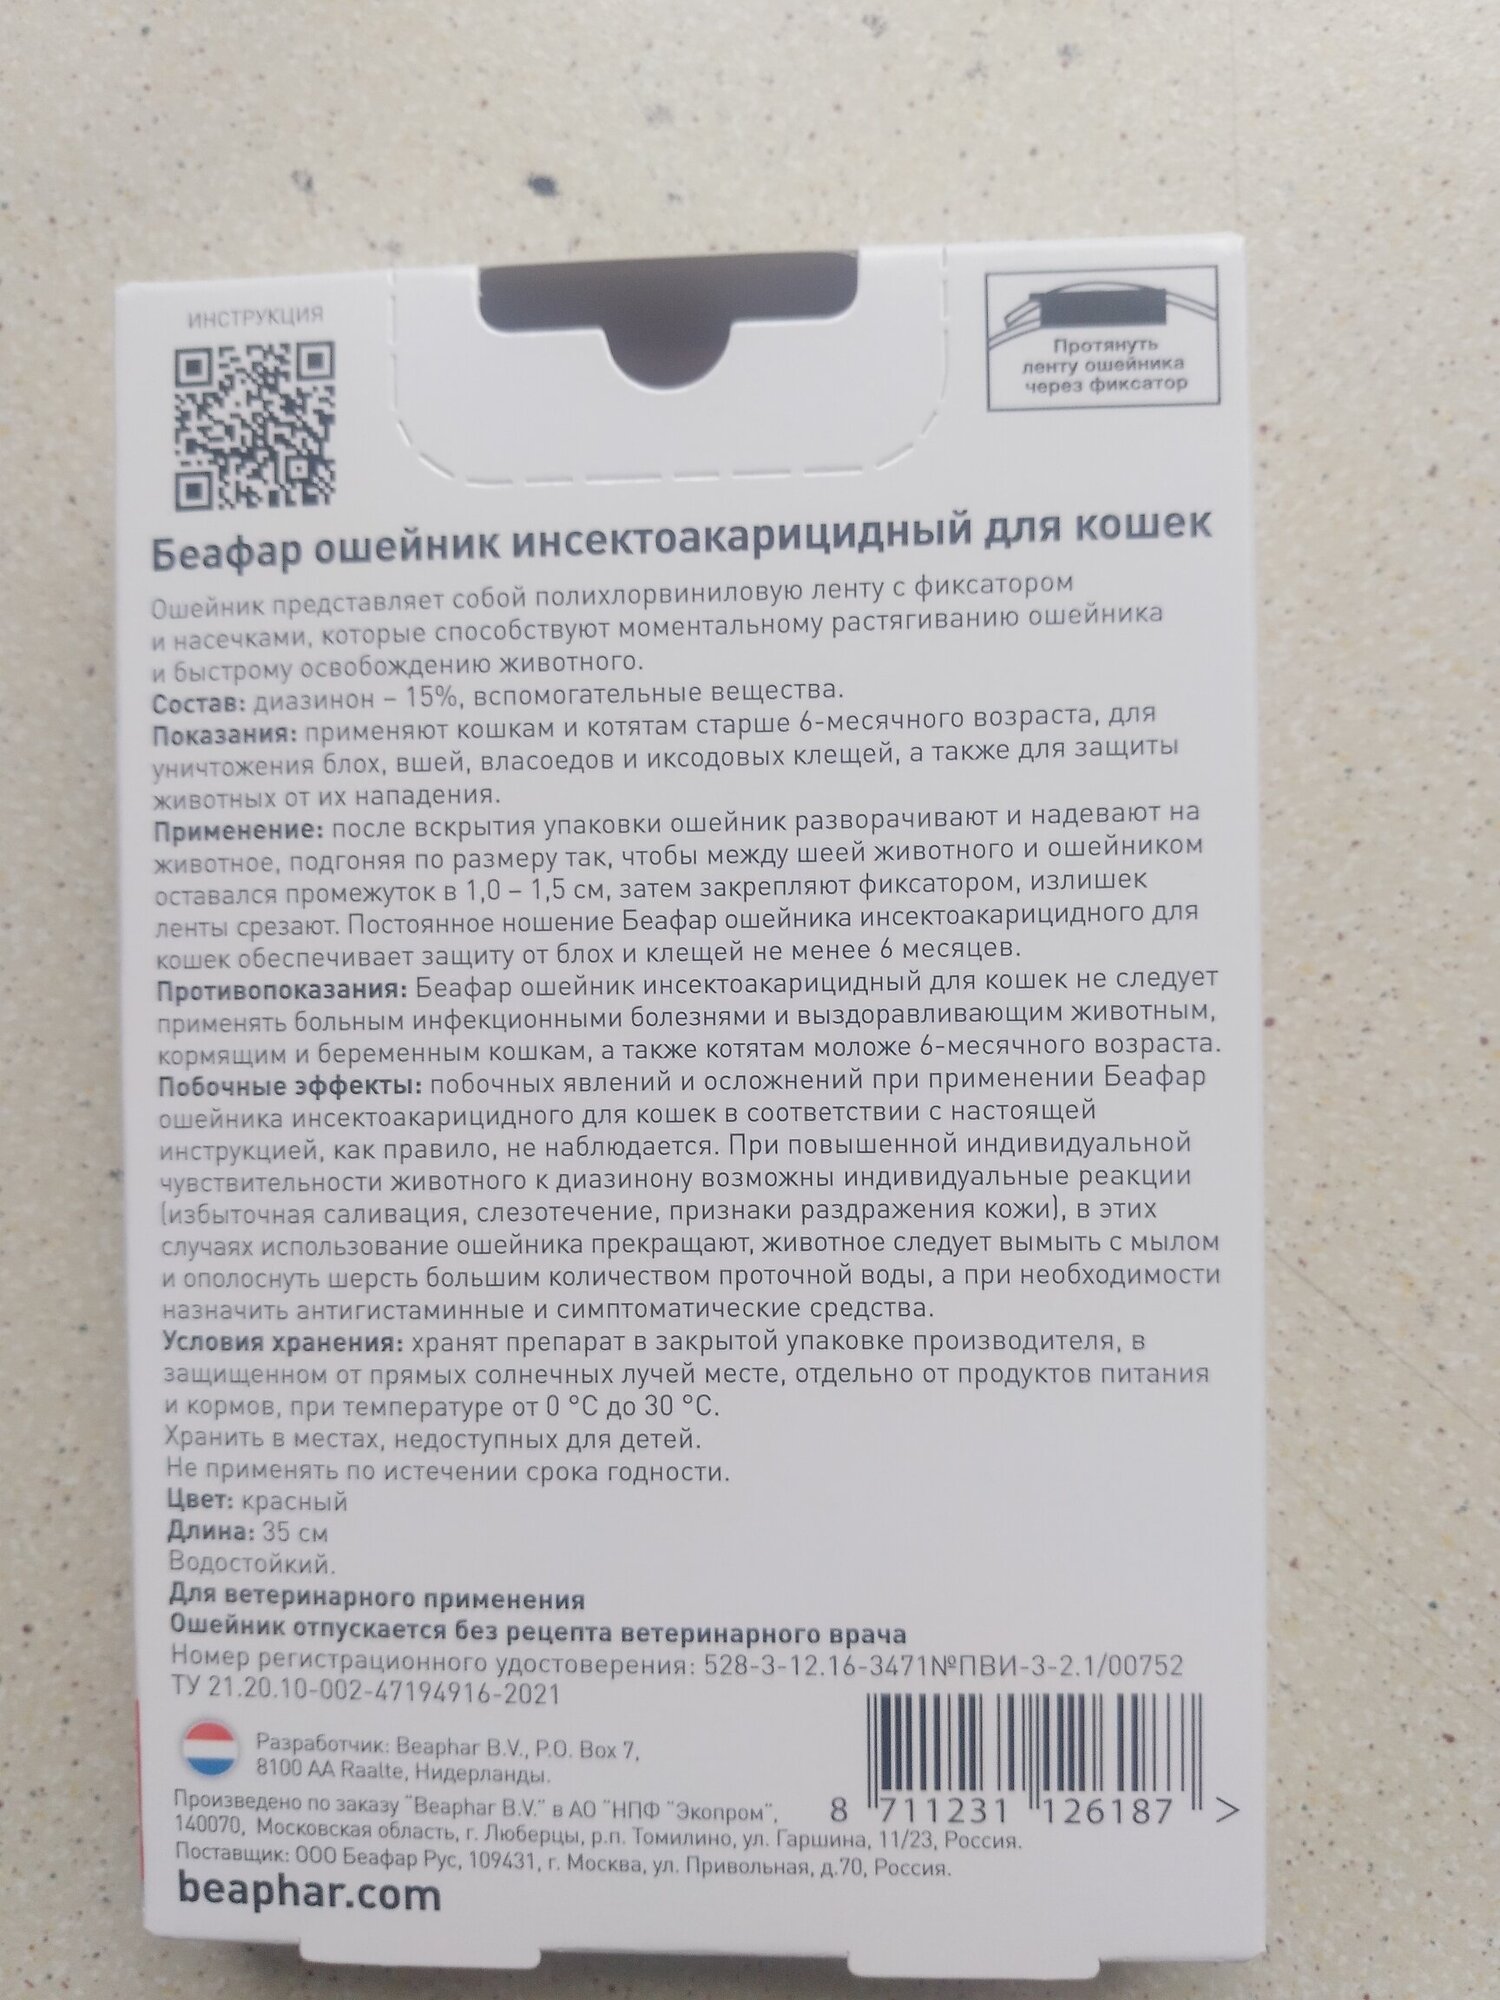 ИНСТРУКЦИЯ
Протянуть
ленту ошейника
через фиксатор
Беафар ошейник инсектоакарицидный для кошек
Ошейник представляет собой полихлорвиниловую ленту с фиксатором
и насечками, которые способствуют моментальному растягиванию ошейника
и быстрому освобождению животного.
Состав: диазинон – 15%, вспомогательные вещества.
Показания: применяют кошкам и котятам старше 6-месячного возраста, для
уничтожения блох, вшей, власоедов и иксодовых клещей, а также для защиты
животных от их нападения.
Применение: после вскрытия упаковки ошейник разворачивают и надевают на
животное, подгоняя по размеру так, чтобы между шеей животного и ошейником
оставался промежуток в 1,0 – 1,5 см, затем закрепляют фиксатором, излишек
ленты срезают. Постоянное ношение Беафар ошейника инсектоакарицидного для
кошек обеспечивает защиту от блох и клещей не менее 6 месяцев.
Противопоказания: Беафар ошейник инсектоакарицидный для кошек не следует
применять больным инфекционными болезнями и выздоравливающим животным,
кормящим и беременным кошкам, а также котятам моложе 6-месячного возраста.
Побочные эффекты: побочных явлений и осложнений при применении Беафар
ошейника инсектоакарицидного для кошек в соответствии с настоящей
инструкцией, как правило, не наблюдается. При повышенной индивидуальной
чувствительности животного к диазинону возможны индивидуальные реакции
(избыточная саливация, слезотечение, признаки раздражения кожи), в этих
случаях использование ошейника прекращают, животное следует вымыть с мылом
и ополоснуть шерсть большим количеством проточной воды, а при необходимости
назначить антигистаминные и симптоматические средства.
Условия хранения: хранят препарат в закрытой упаковке производителя, в
защищенном от прямых солнечных лучей месте, отдельно от продуктов питания
и кормов, при температуре от 0 °С до 30 °С.
Хранить в местах, недоступных для детей.
Не применять по истечении срока годности.
Цвет: красный
Длина: 35 см
Водостойкий.
Для ветеринарного применения
Ошейник отпускается без рецепта ветеринарного врача
Номер регистрационного удостоверения: 528-3-12.16-3471№ПВИ-3-2.1/00752
ТУ 21.20.10-002-47194916-2021
Разработчик: Beaphar B.V., P.O. Box 7,
8100 AA Raalte, Нидерланды.
Произведено по заказу "Beaphar B.V." в АО "НПФ "Экопром",
140070, Московская область, г. Люберцы, р.п. Томилино, ул. Гаршина, 11/23, Россия.
Поставщик: ООО Беафар Рус, 109431, г. Москва, ул. Привольная, д.70, Россия.
8 711231 126187 >
beaphar.com